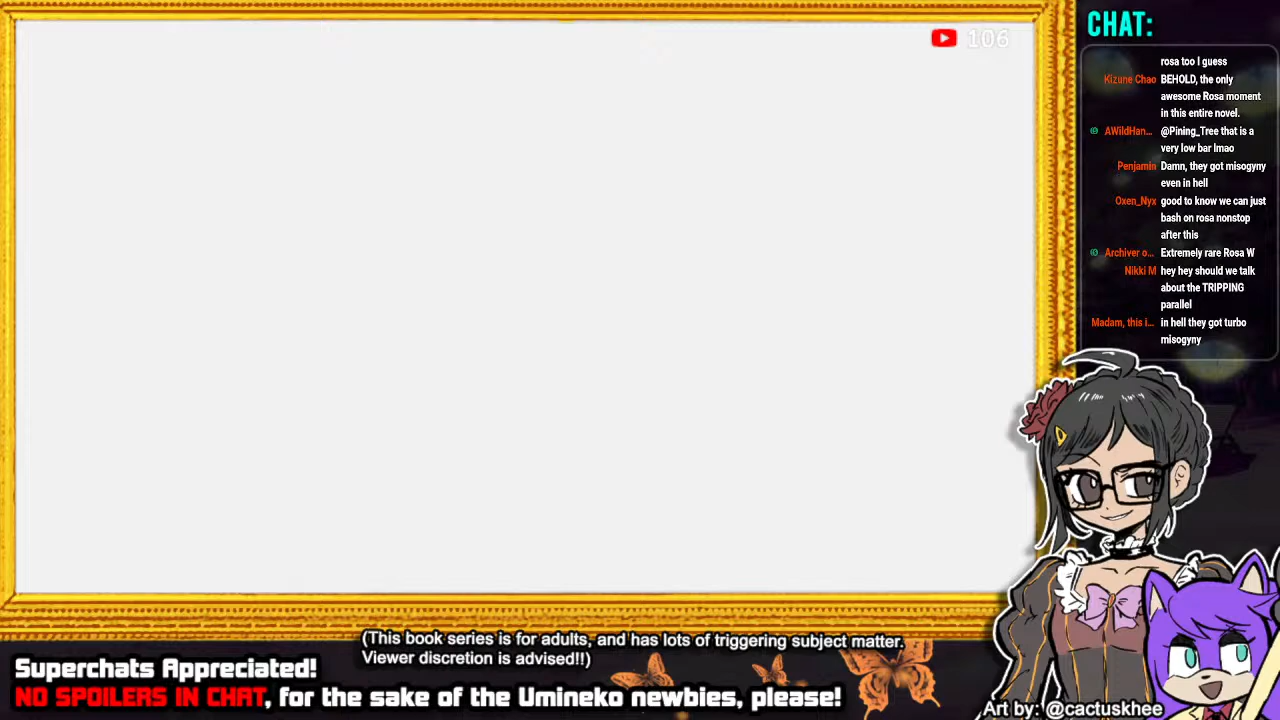 106
CHAT:
rosa too I guess
Kizune Chao BEHOLD, the only
awesome Rosa moment
in this entire novel.
AWildHan... @Pining_Tree that is a
very low bar lmao
Penjamin Damn, they got misogyny
even in hell
Oxen_Nyx good to know we can just
bash on rosa nonstop
after this
Archiver o... Extremely rare Rosa W
Nikki M hey hey should we talk
about the TRIPPING
parallel
Madam, this i... in hell they got turbo
misogyny
(This book series is for adults, and has lots of triggering subject matter.
Viewer discretion is advised!!)
Superchats Appreciated!
NO SPOILERS IN CHAT, for the sake of the Umineko newbies, please!
Art by: @cactuskhee